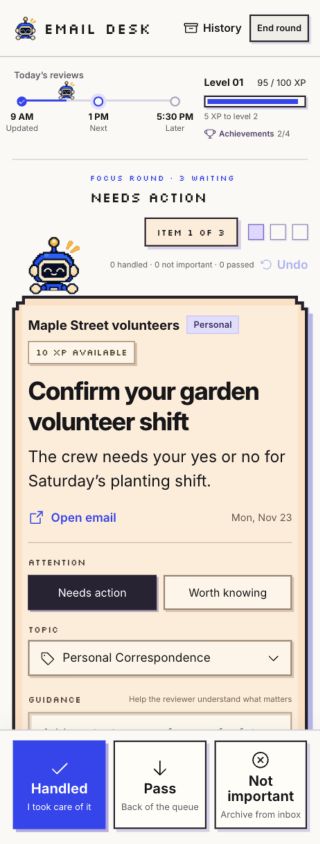 EMAIL DESK
History
End round
Today's reviews
9 AM
Updated
1 PM
Next
5:30 PM
Later
Level 01
95 / 100 XP
5 XP to level 2
Achievements 2/4
FOCUS ROUND · 3 WAITING
NEEDS ACTION
ITEM 1 OF 3
0 handled · 0 not important · 0 passed
Undo
Maple Street volunteers
Personal
10 XP AVAILABLE
Confirm your garden
volunteer shift
The crew needs your yes or no for
Saturday's planting shift.
Open email
Mon, Nov 23
ATTENTION
Needs action
Worth knowing
TOPIC
Personal Correspondence
GUIDANCE
Help the reviewer understand what matters
Handled
I took care of it
Pass
Back of the queue
Not
important
Archive from inbox